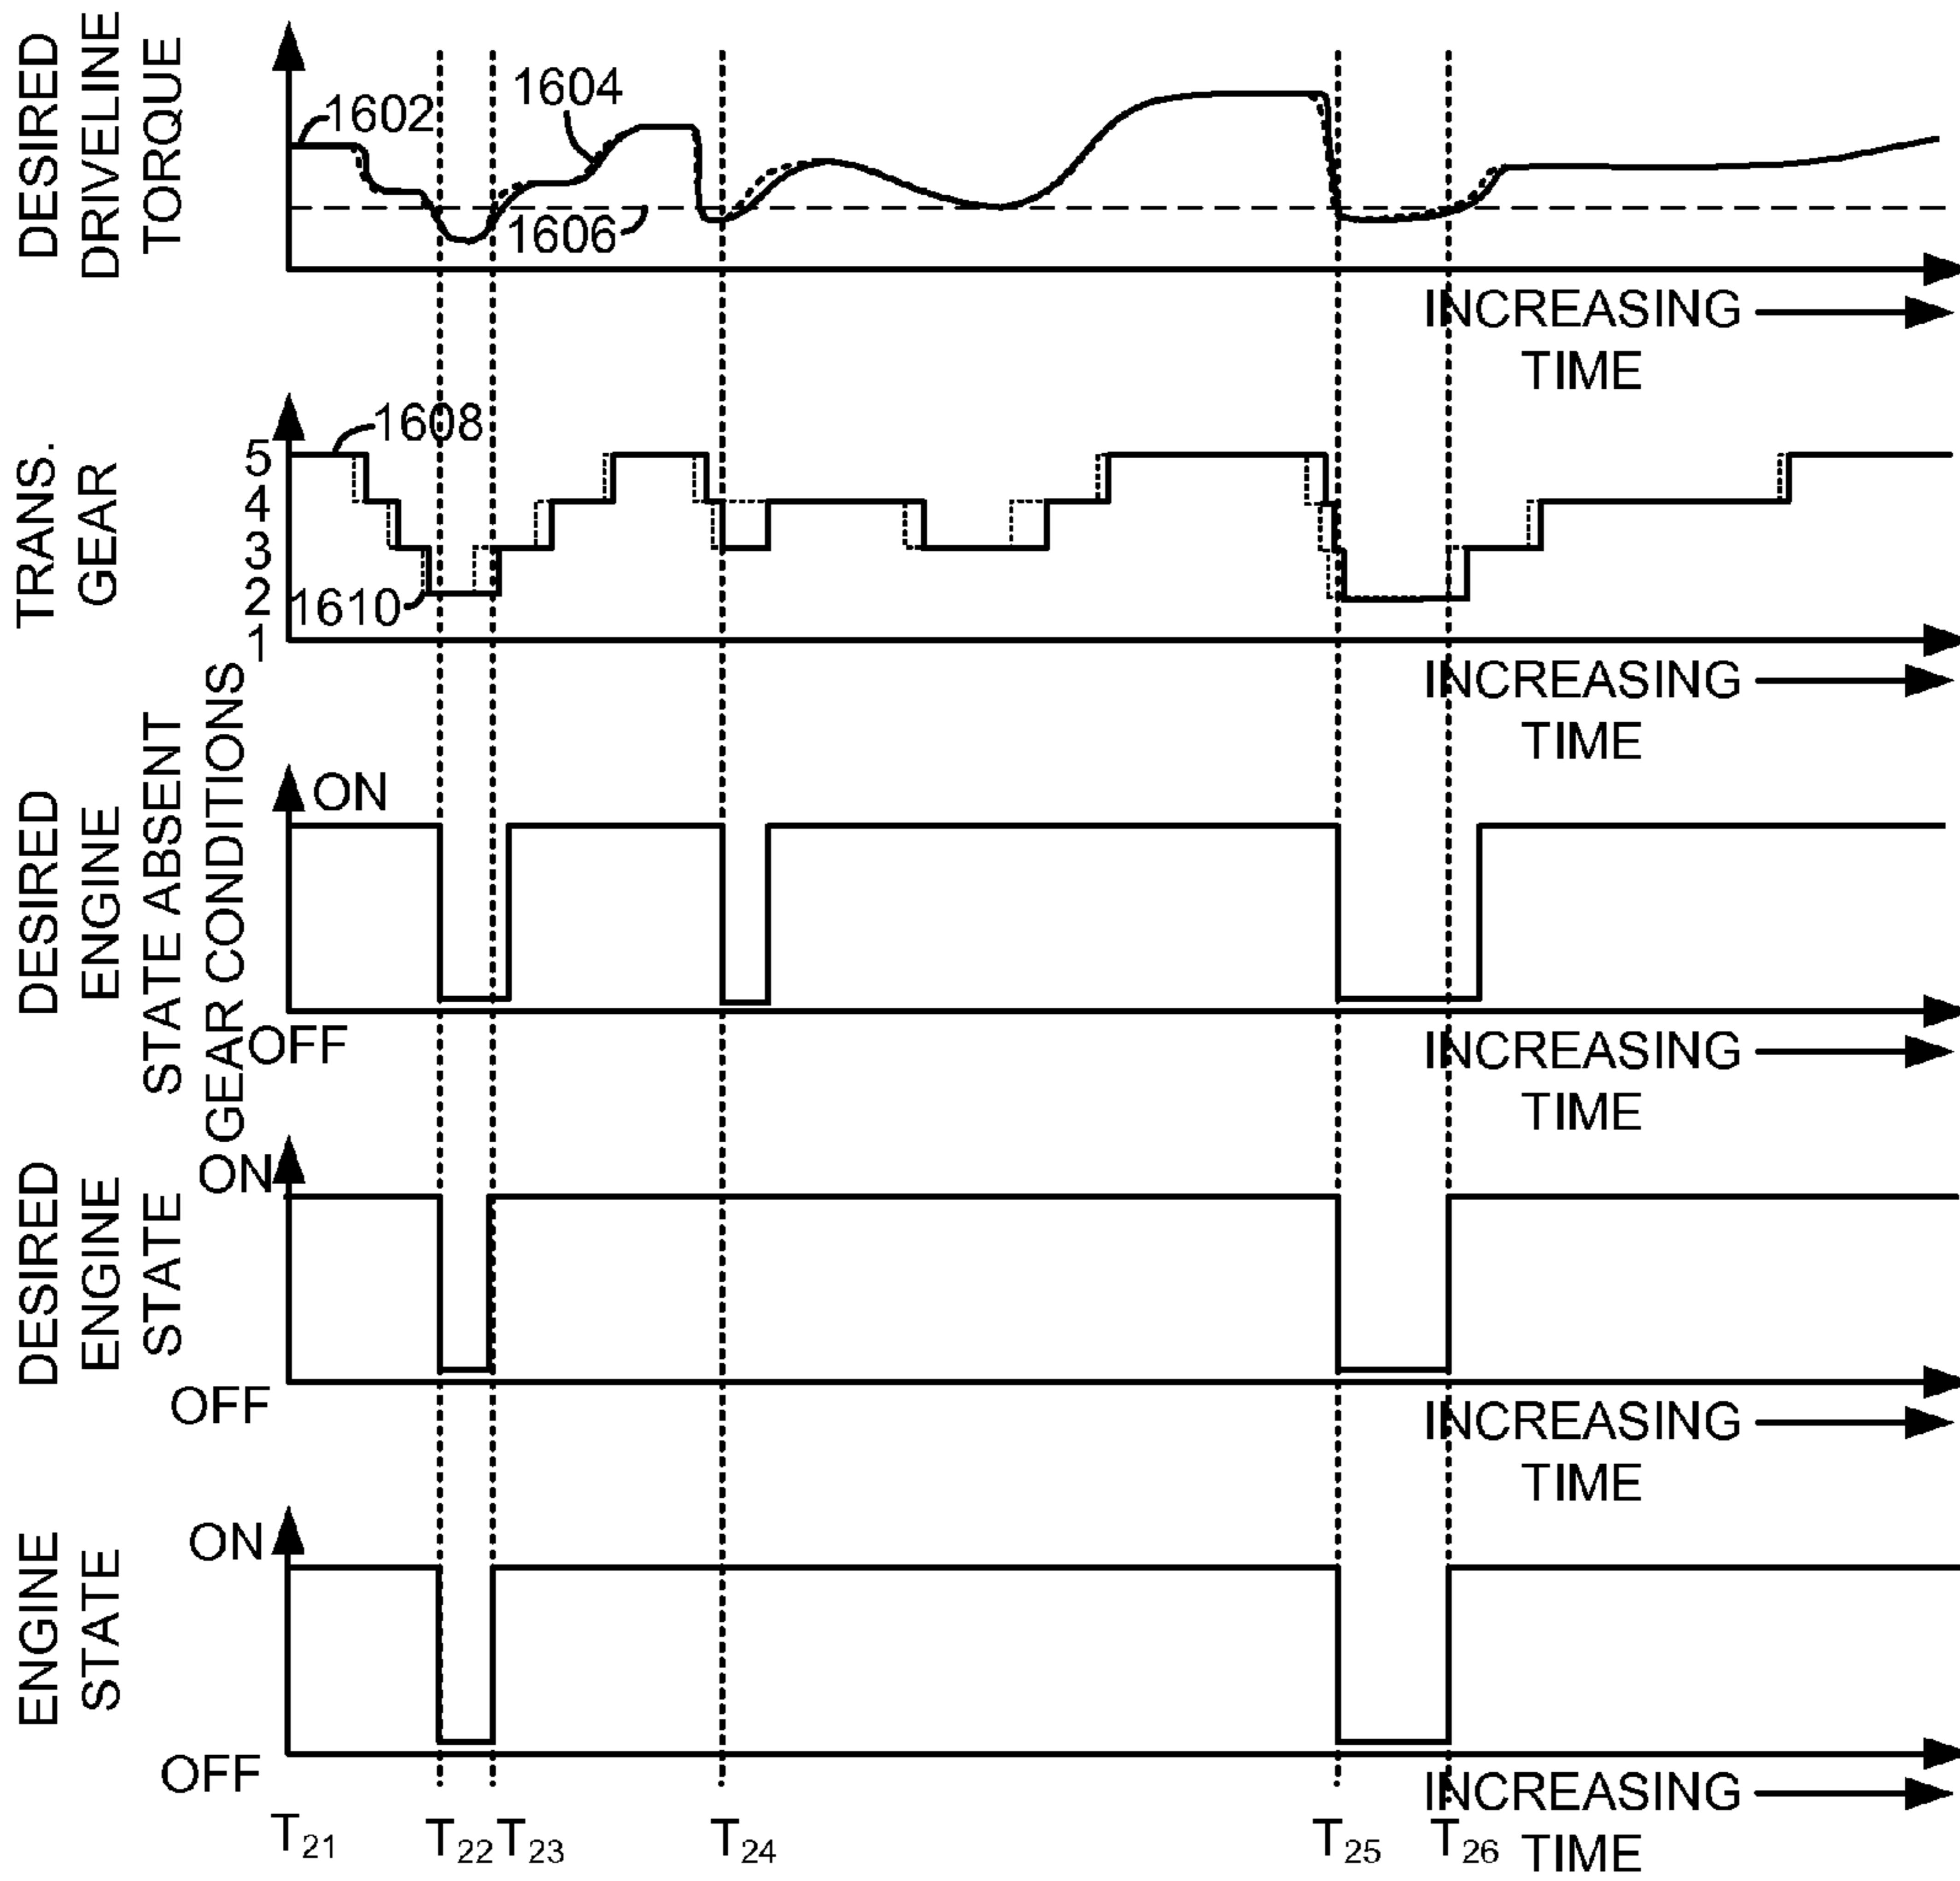 DESIRED
DRIVELINE
TORQUE
1602
1604
1606
INCREASING
TIME
TRANS.
GEAR
5
4
3
2
1
1608
1610
INCREASING
TIME
DESIRED
ENGINE
STATE ABSENT
GEAR CONDITIONS
ON
OFF
INCREASING
TIME
DESIRED
ENGINE
STATE
ON
OFF
INCREASING
TIME
ENGINE
STATE
ON
OFF
INCREASING
TIME
T21 T22 T23 T24 T25 T26